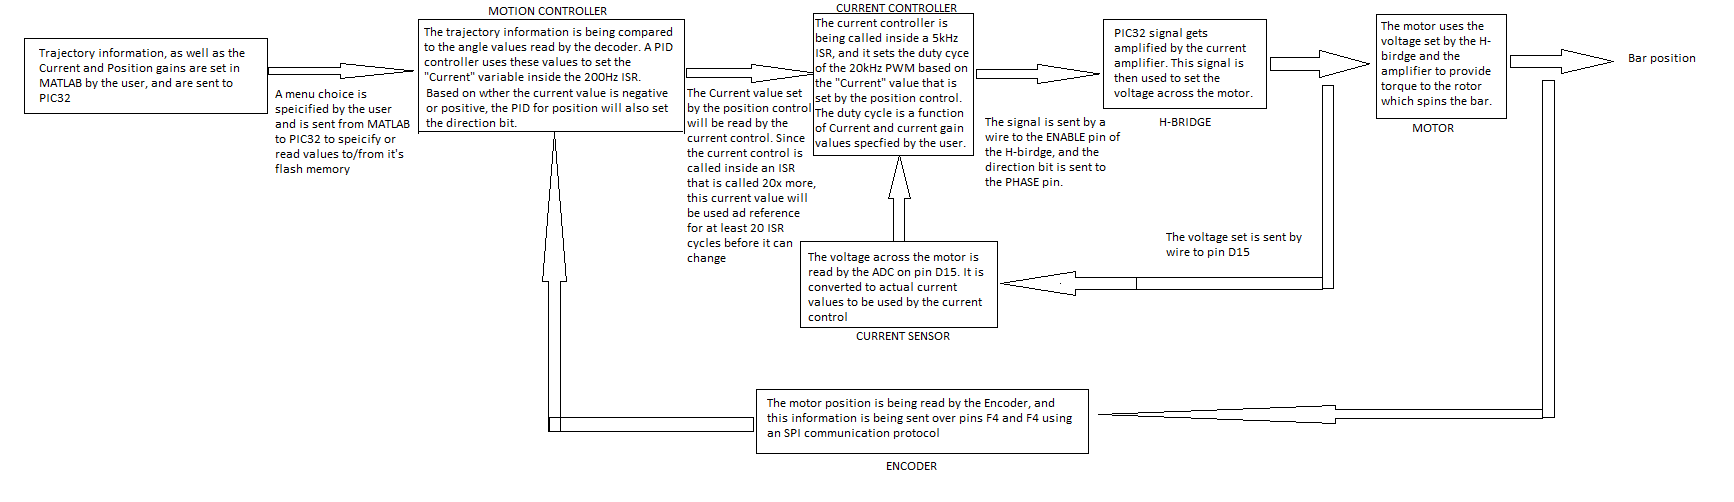 MOTION CONTROLLER
CURRENT CONTROLLER
Trajectory information, as well as the
Current and Position gains are set in
MATLAB by the user, and are sent to
PIC32
A menu choice is
speicified by the user
and is sent from MATLAB
to PIC32 to speicify or
read values to/from it's
flash memory
The trajectory information is being compared
to the angle values read by the decoder. A PID
controller uses these values to set the
"Current" variable inside the 200Hz ISR.
Based on wther the current value is negative
or positive, the PID for position will also set
the direction bit.
The Current value set
by the position control
will be read by the
current control. Since
the current control is
called inside an ISR
that is called 20x more,
this current value will
be used ad reference
for at least 20 ISR
cycles before it can
change
The current controller is
being called inside a 5kHz
ISR, and it sets the duty cyce
of the 20kHz PWM based on
the "Current" value that is
set by the position control.
The duty cycle is a function
of Current and current gain
values specfied by the user.
The signal is sent by a
wire to the ENABLE pin of
the H-birdge, and the
direction bit is sent to
the PHASE pin.
PIC32 signal gets
amplified by the current
amplifier. This signal is
then used to set the
voltage across the motor.
H-BRIDGE
The motor uses the
voltage set by the H-
birdge and the
amplifier to provide
torque to the rotor
which spins the bar.
MOTOR
Bar position
The voltage set is sent by
wire to pin D15
The voltage across the motor is
read by the ADC on pin D15. It is
converted to actual current
values to be used by the current
control
CURRENT SENSOR
The motor position is being read by the Encoder, and
this information is being sent over pins F4 and F4 using
an SPI communication protocol
ENCODER